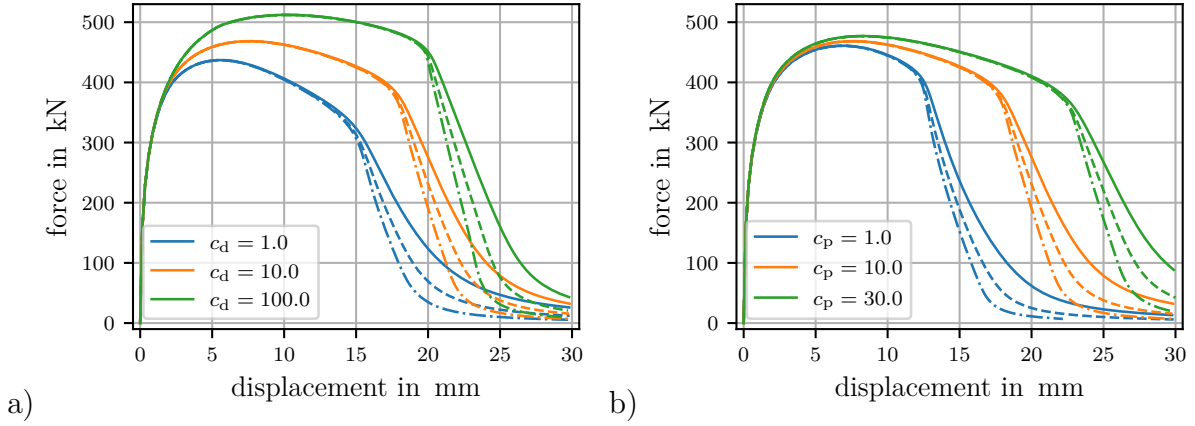 500
400
300
200
100
0
force in kN
c_d = 1.0
c_d = 10.0
c_d = 100.0
0 5 10 15 20 25 30
displacement in mm
a)
500
400
300
200
100
0
force in kN
c_p = 1.0
c_p = 10.0
c_p = 30.0
0 5 10 15 20 25 30
displacement in mm
b)